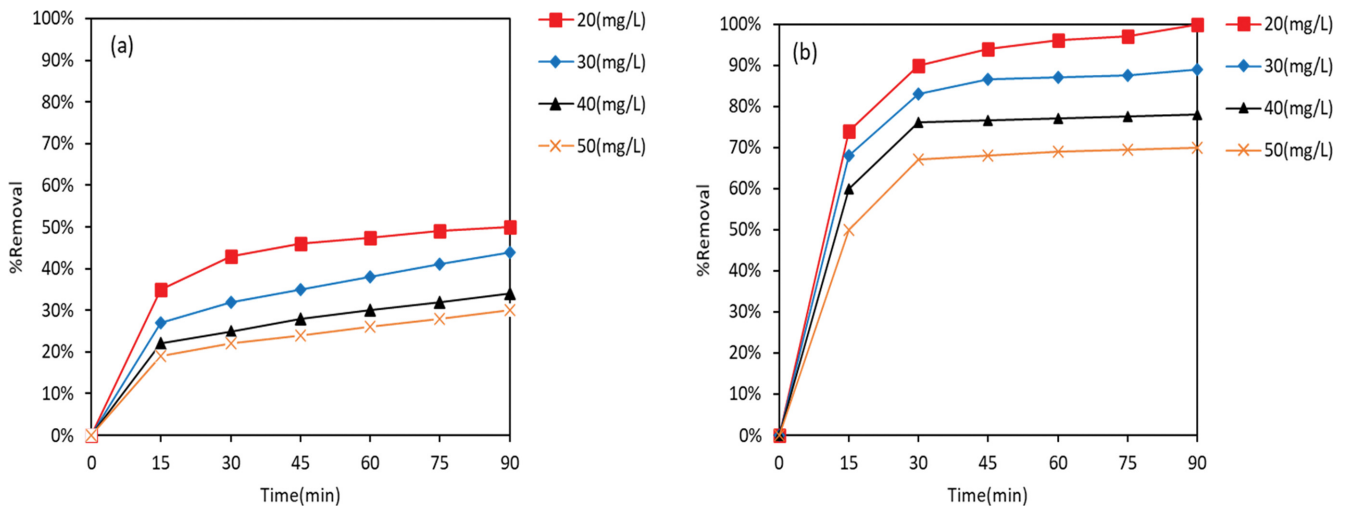 (a)
100%
90%
80%
70%
60%
50%
40%
30%
20%
10%
0%
%Removal
0 15 30 45 60 75 90
Time(min)
20(mg/L)
30(mg/L)
40(mg/L)
50(mg/L)
(b)
100%
90%
80%
70%
60%
50%
40%
30%
20%
10%
0%
%Removal
0 15 30 45 60 75 90
Time(min)
20(mg/L)
30(mg/L)
40(mg/L)
50(mg/L)